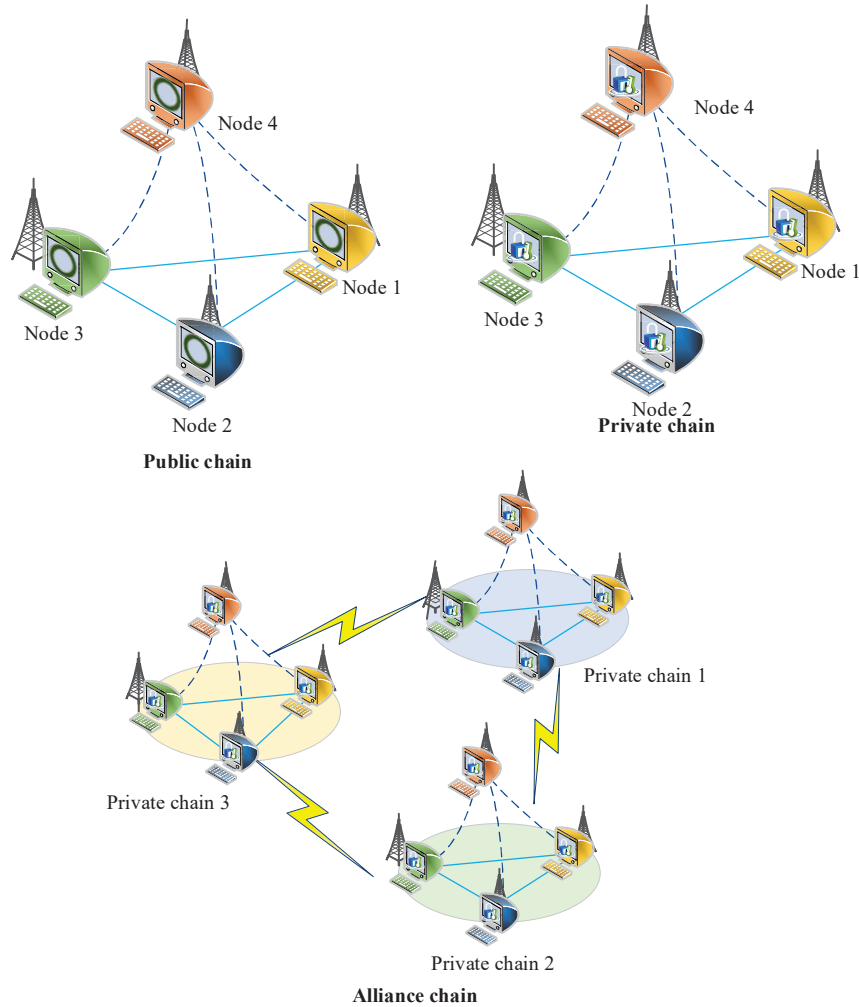 Node 4
Node 1
Node 3
Node 2
Public chain
Node 4
Node 1
Node 3
Node 2
Private chain
Private chain 1
Private chain 3
Private chain 2
Alliance chain